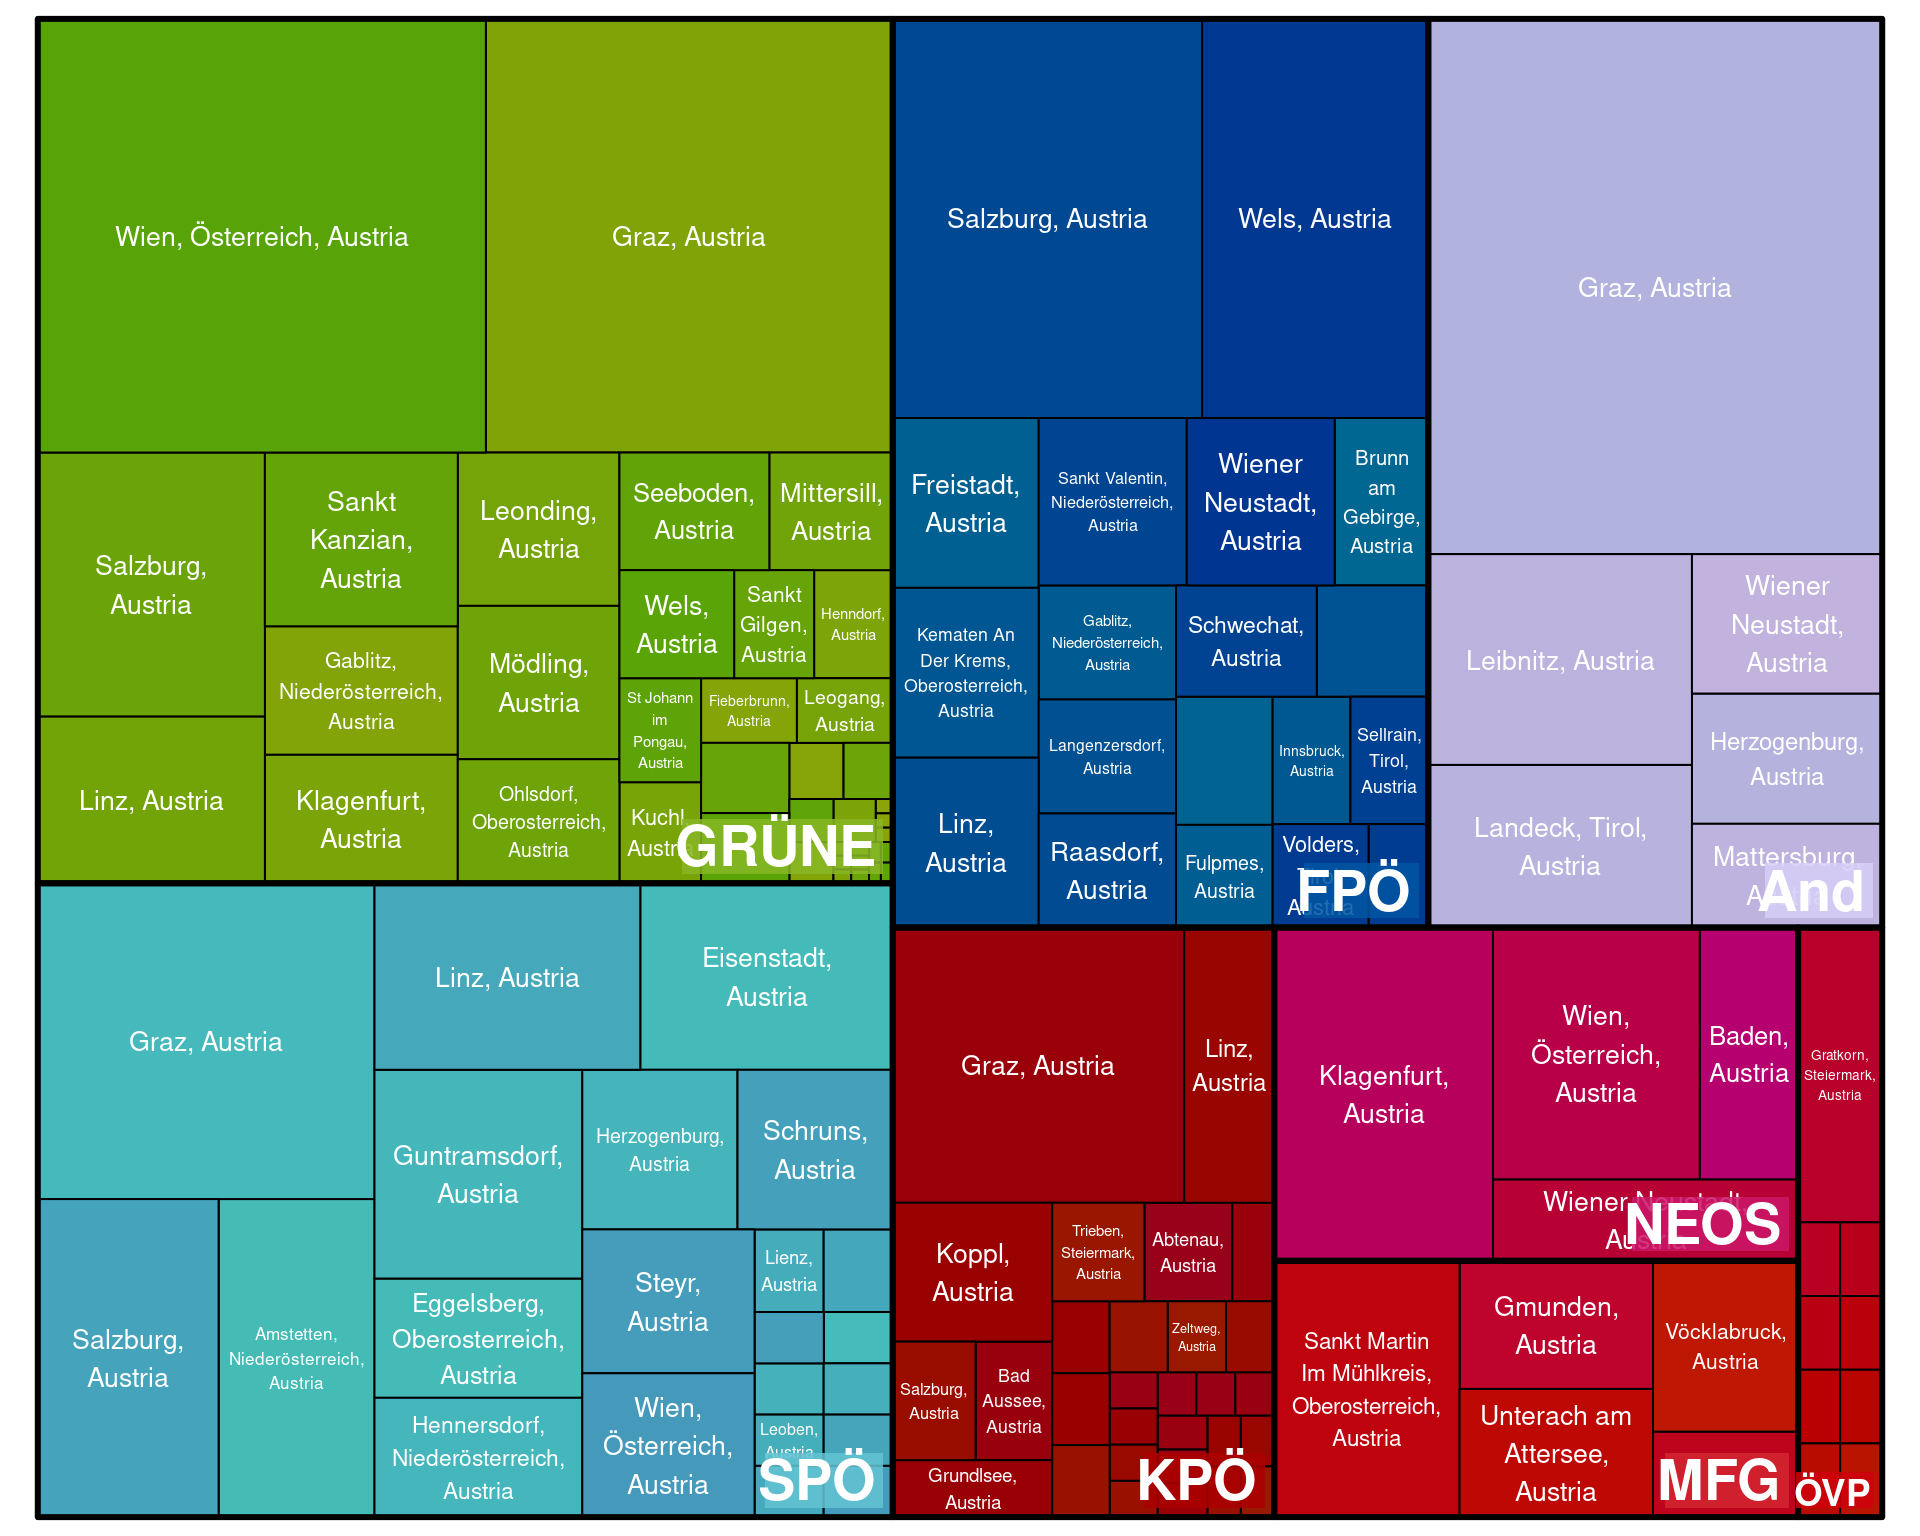 Wien, Österreich, Austria
Graz, Austria
Salzburg,
Austria
Sankt
Kanzian,
Austria
Leonding,
Austria
Seeboden,
Austria
Mittersill,
Austria
Wels,
Austria
Sankt
Gilgen,
Austria
Henndorf,
Austria
Gablitz,
Niederösterreich,
Austria
Mödling,
Austria
St Johann
im
Pongau,
Austria
Fieberbrunn,
Austria
Leogang,
Austria
Linz, Austria
Klagenfurt,
Austria
Ohlsdorf,
Oberosterreich,
Austria
Kuchl,
Austria
GRÜNE
Salzburg, Austria
Wels, Austria
Freistadt,
Austria
Sankt Valentin,
Niederösterreich,
Austria
Wiener
Neustadt,
Austria
Brunn
am
Gebirge,
Austria
Kematen An
Der Krems,
Oberosterreich,
Austria
Gablitz,
Niederösterreich,
Austria
Schwechat,
Austria
Langenzersdorf,
Austria
Innsbruck,
Austria
Sellrain,
Tirol,
Austria
Linz,
Austria
Raasdorf,
Austria
Fulpmes,
Austria
Volders,
Tirol,
Austria
FPÖ
Graz, Austria
Leibnitz, Austria
Wiener
Neustadt,
Austria
Herzogenburg,
Austria
Landeck, Tirol,
Austria
Mattersburg,
Austria
And
Graz, Austria
Linz, Austria
Eisenstadt,
Austria
Guntramsdorf,
Austria
Herzogenburg,
Austria
Schruns,
Austria
Salzburg,
Austria
Amstetten,
Niederösterreich,
Austria
Eggelsberg,
Oberosterreich,
Austria
Hennersdorf,
Niederösterreich,
Austria
Steyr,
Austria
Wien,
Österreich,
Austria
Lienz,
Austria
Leoben,
Austria
SPÖ
Graz, Austria
Linz,
Austria
Koppl,
Austria
Trieben,
Steiermark,
Austria
Abtenau,
Austria
Zeltweg,
Austria
Salzburg,
Austria
Bad
Aussee,
Austria
Grundlsee,
Austria
KPÖ
Klagenfurt,
Austria
Wien,
Österreich,
Austria
Baden,
Austria
Wiener Neustadt,
Austria
NEOS
Sankt Martin
Im Mühlkreis,
Oberosterreich,
Austria
Gmunden,
Austria
Unterach am
Attersee,
Austria
Vöcklabruck,
Austria
MFG
Gratkorn,
Steiermark,
Austria
ÖVP